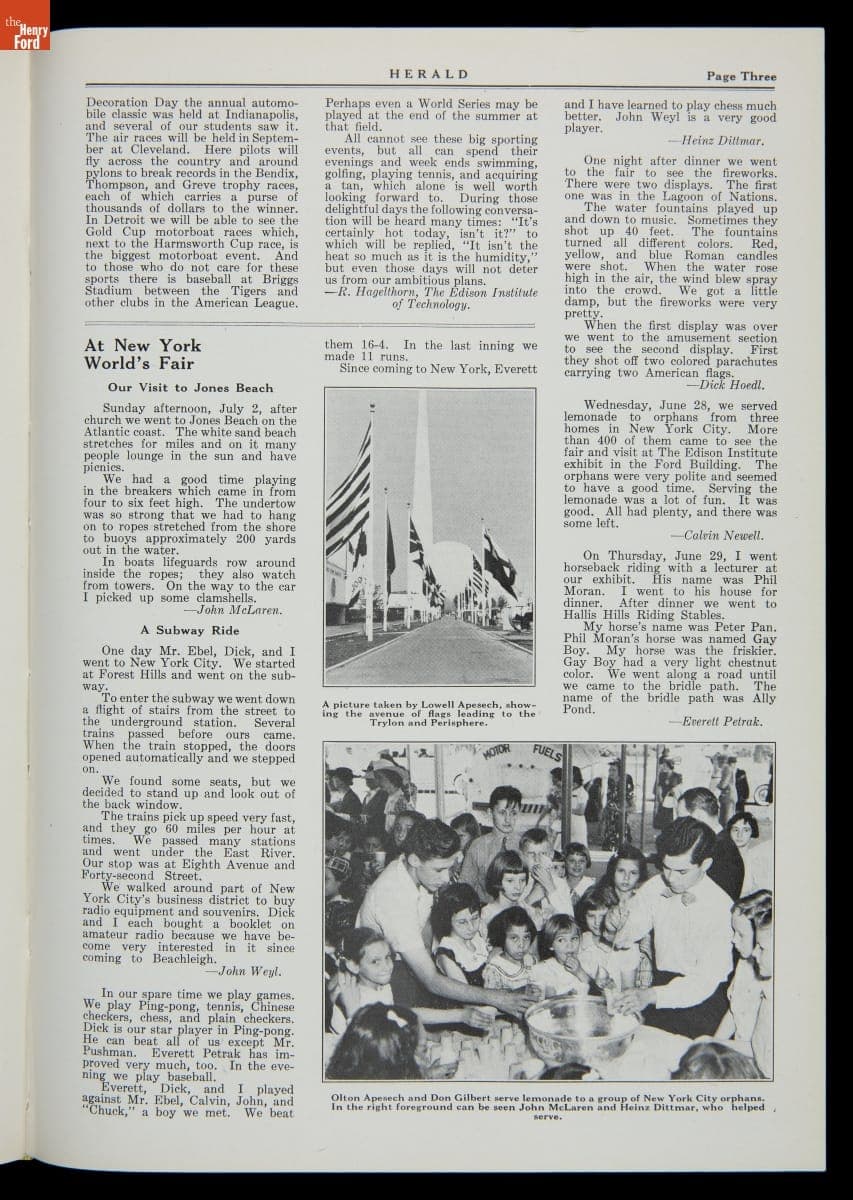 the
Henry
Ford
HERALD
Page Three
Decoration Day the annual automo-
bile classic was held at Indianapolis,
and several of our students saw it.
The air races will be held in Septem-
ber at Cleveland. Here pilots will
fly across the country and around
pylons to break records in the Bendix,
Thompson, and Greve trophy races,
each of which carries a purse of
thousands of dollars to the winner.
In Detroit we will be able to see the
Gold Cup motorboat races which,
next to the Harmsworth Cup race, is
the biggest motorboat event. And
to those who do not care for these
sports there is baseball at Briggs
Stadium between the Tigers and
other clubs in the American League.
Perhaps even a World Series may be
played at the end of the summer at
that field.
All cannot see these big sporting
events, but all can spend their
evenings and week ends swimming,
golfing, playing tennis, and acquiring
a tan, which alone is well worth
looking forward to. During those
delightful days the following conversa-
tion will be heard many times: "It's
certainly hot today, isn't it?" to
which will be replied, "It isn't the
heat so much as it is the humidity,"
but even those days will not deter
us from our ambitious plans.
—R. Hagelthorn, The Edison Institute
of Technology.
At New York
World's Fair
Our Visit to Jones Beach
Sunday afternoon, July 2, after
church we went to Jones Beach on the
Atlantic coast. The white sand beach
stretches for miles and on it many
people lounge in the sun and have
picnics.
We had a good time playing
in the breakers which came in from
four to six feet high. The undertow
was so strong that we had to hang
on to ropes stretched from the shore
to buoys approximately 200 yards
out in the water.
In boats lifeguards row around
inside the ropes; they also watch
from towers. On the way to the car
I picked up some clamshells.
—John McLaren.
A Subway Ride
One day Mr. Ebel, Dick, and I
went to New York City. We started
at Forest Hills and went on the sub-
way.
To enter the subway we went down
a flight of stairs from the street to
the underground station. Several
trains passed before ours came.
When the train stopped, the doors
opened automatically and we stepped
on.
We found some seats, but we
decided to stand up and look out of
the back window.
The trains pick up speed very fast,
and they go 60 miles per hour at
times. We passed many stations
and went under the East River.
Our stop was at Eighth Avenue and
Forty-second Street.
We walked around part of New
York City's business district to buy
radio equipment and souvenirs. Dick
and I each bought a booklet on
amateur radio because we have be-
come very interested in it since
coming to Beachleigh.
—John Weyl.
In our spare time we play games.
We play Ping-pong, tennis, Chinese
checkers, chess, and plain checkers.
Dick is our star player in Ping-pong.
He can beat all of us except Mr.
Pushman. Everett Petrak has im-
proved very much, too. In the eve-
ning we play baseball.
Everett, Dick, and I played
against Mr. Ebel, Calvin, John, and
"Chuck," a boy we met. We beat
them 16-4. In the last inning we
made 11 runs.
Since coming to New York, Everett
A picture taken by Lowell Apesech, show-
ing the avenue of flags leading to the
Trylon and Perisphere.
and I have learned to play chess much
better. John Weyl is a very good
player.
—Heinz Dittmar.
One night after dinner we went
to the fair to see the fireworks.
There were two displays. The first
one was in the Lagoon of Nations.
The water fountains played up
and down to music. Sometimes they
shot up 40 feet. The fountains
turned all different colors. Red,
yellow, and blue Roman candles
were shot. When the water rose
high in the air, the wind blew spray
into the crowd. We got a little
damp, but the fireworks were very
pretty.
When the first display was over
we went to the amusement section
to see the second display. First
they shot off two colored parachutes
carrying two American flags.
—Dick Hoedl.
Wednesday, June 28, we served
lemonade to orphans from three
homes in New York City. More
than 400 of them came to see the
fair and visit at The Edison Institute
exhibit in the Ford Building. The
orphans were very polite and seemed
to have a good time. Serving the
lemonade was a lot of fun. It was
good. All had plenty, and there was
some left.
—Calvin Newell.
On Thursday, June 29, I went
horseback riding with a lecturer at
our exhibit. His name was Phil
Moran. I went to his house for
dinner. After dinner we went to
Hallis Hills Riding Stables.
My horse's name was Peter Pan.
Phil Moran's horse was named Gay
Boy. My horse was the friskier.
Gay Boy had a very light chestnut
color. We went along a road until
we came to the bridle path. The
name of the bridle path was Ally
Pond.
—Everett Petrak.
MOTOR FUELS
Olton Apesech and Don Gilbert serve lemonade to a group of New York City orphans.
In the right foreground can be seen John McLaren and Heinz Dittmar, who helped
serve.